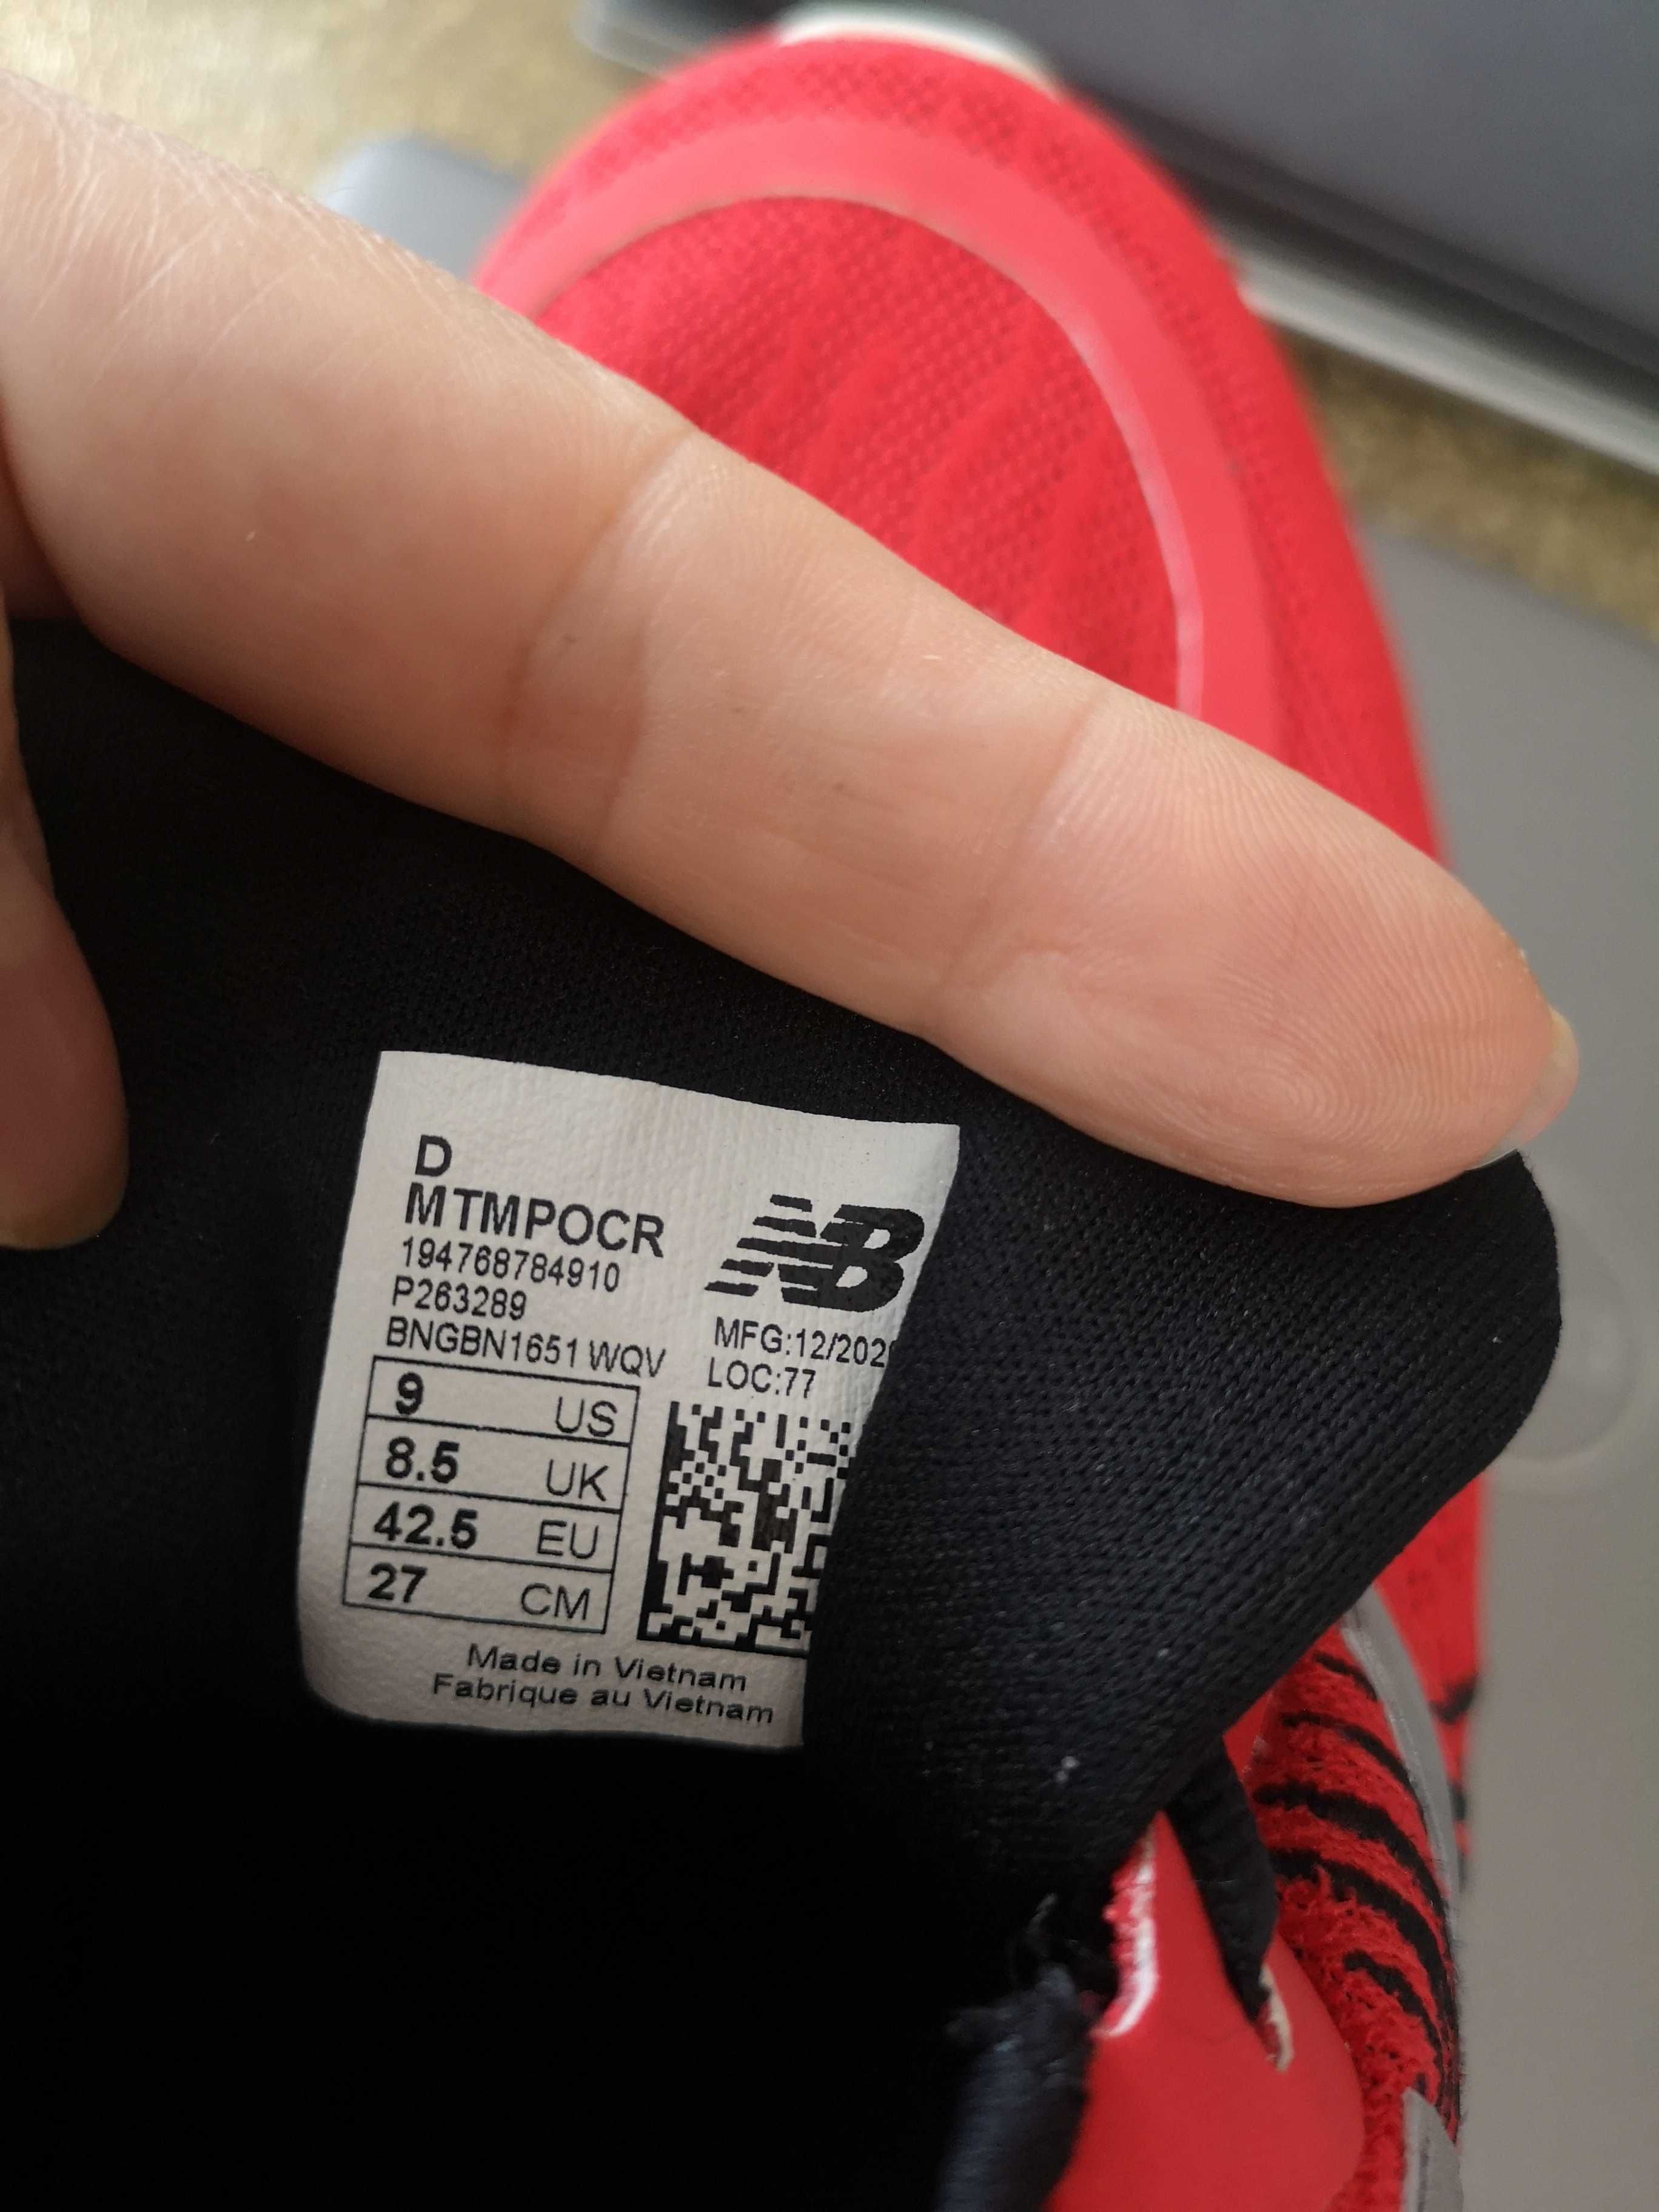 D
MTMPOCR
194768784910
P263289
BNGBN1651 WQV
NB
MFG:12/202
LOC:77
9 US
8.5 UK
42.5 EU
27 CM
Made in Vietnam
Fabrique au Vietnam